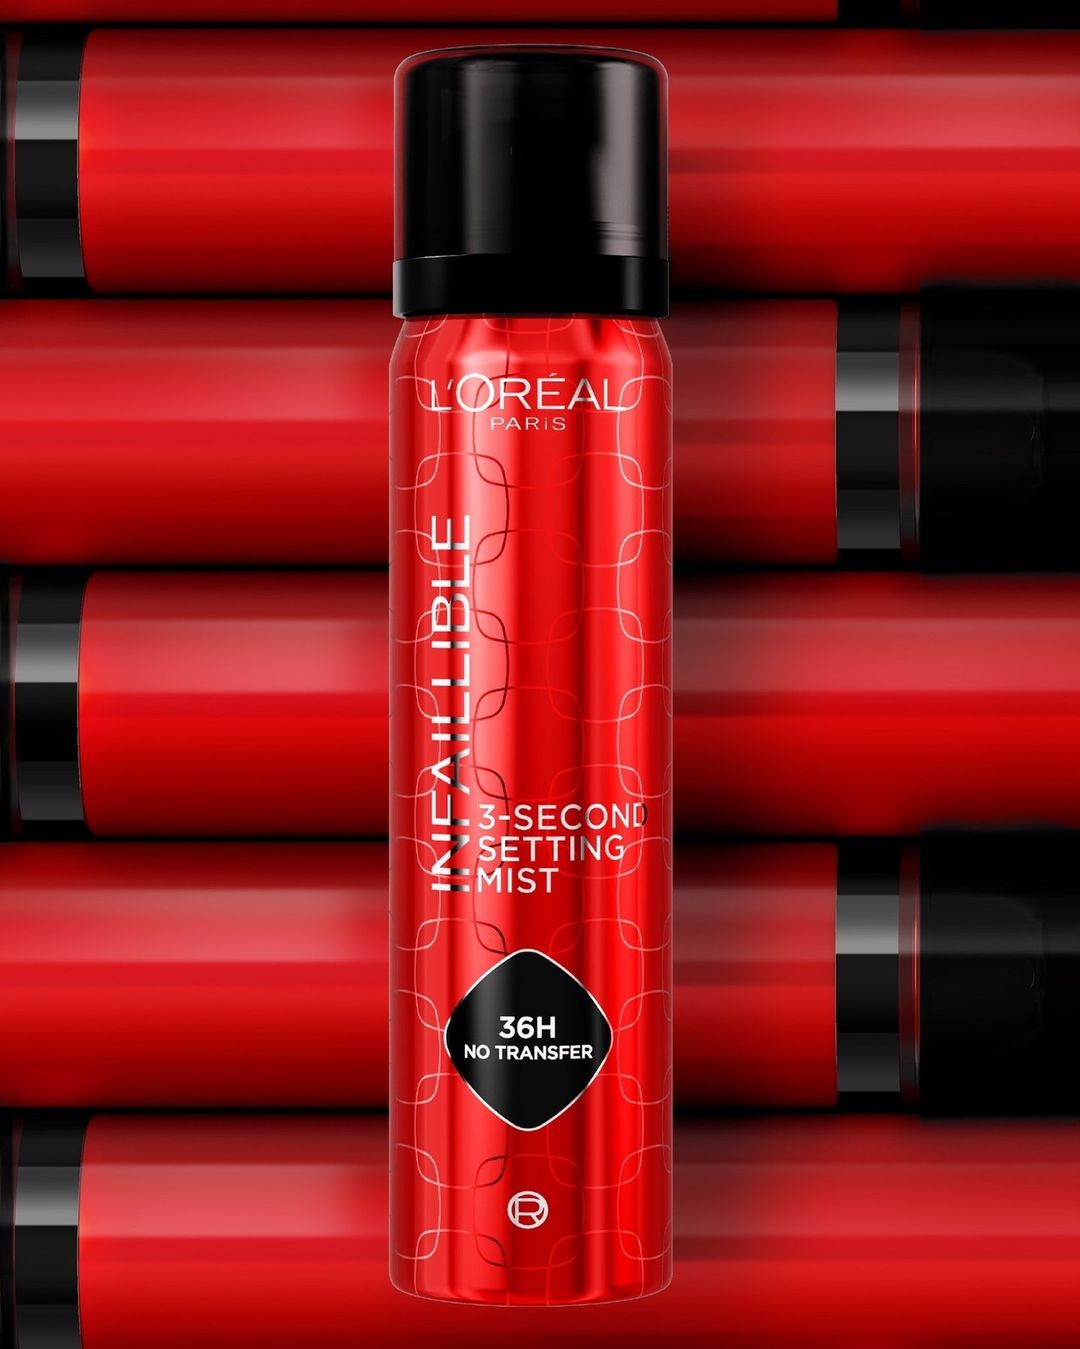 L'ORÉAL
PARiS
INFAILLIBLE
3-SECOND
SETTING
MIST
36H
NO TRANSFER